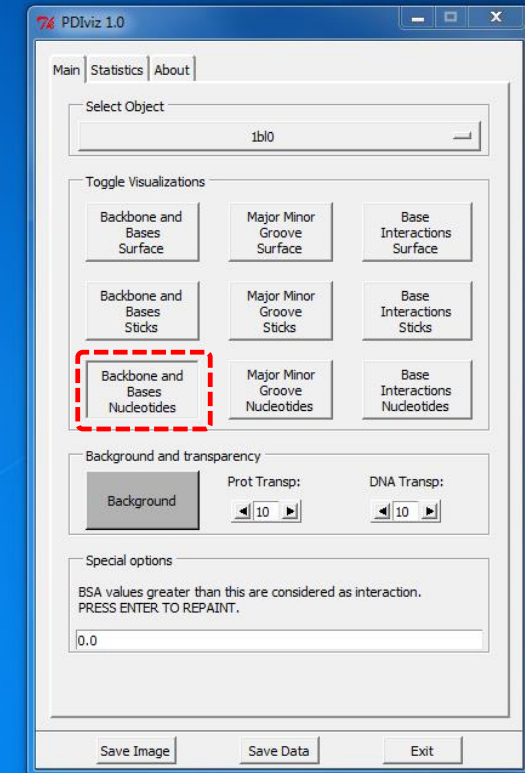 PDIviz 1.0
Main Statistics About
Select Object
1bl0
Toggle Visualizations
Backbone and
Bases
Surface
Major Minor
Groove
Surface
Base
Interactions
Surface
Backbone and
Bases
Sticks
Major Minor
Groove
Sticks
Base
Interactions
Sticks
Backbone and
Bases
Nucleotides
Major Minor
Groove
Nucleotides
Base
Interactions
Nucleotides
Background and transparency
Background
Prot Transp:
10
DNA Transp:
10
Special options
BSA values greater than this are considered as interaction.
PRESS ENTER TO REPAINT.
0.0
Save Image Save Data Exit